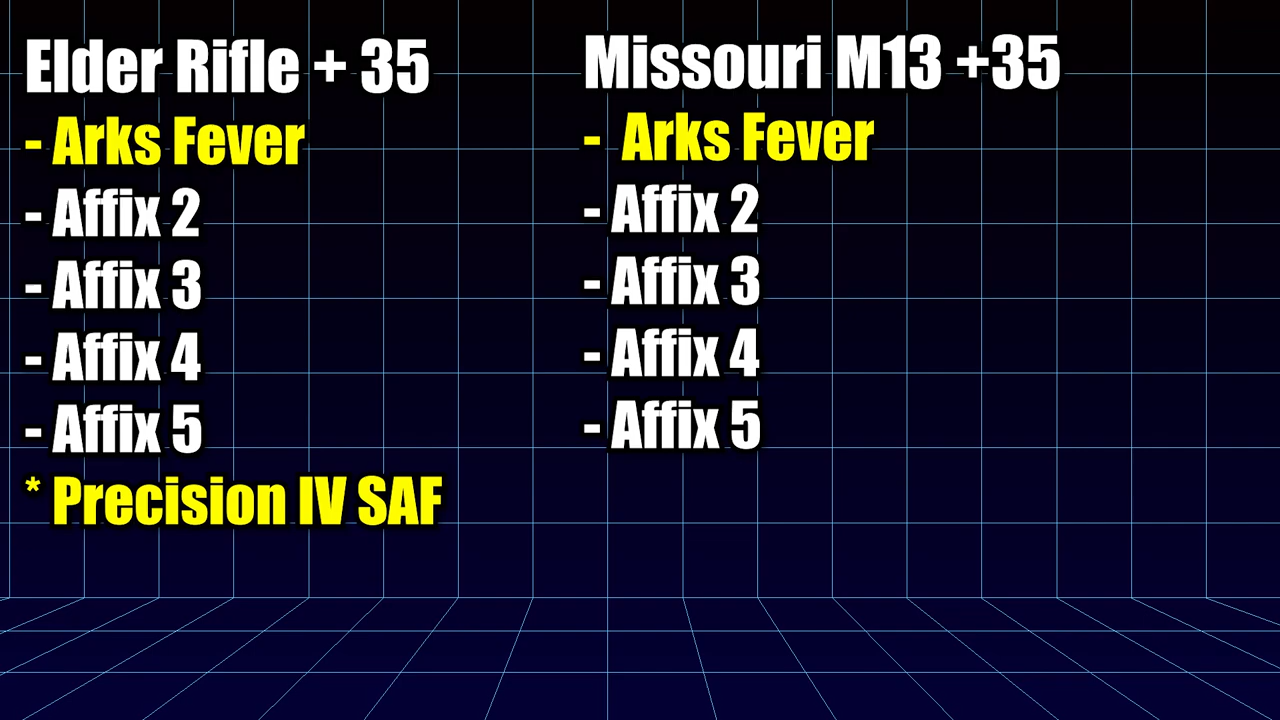 Elder Rifle + 35
- Arks Fever
- Affix 2
- Affix 3
- Affix 4
- Affix 5
* Precision IV SAF
Missouri M13 +35
- Arks Fever
- Affix 2
- Affix 3
- Affix 4
- Affix 5